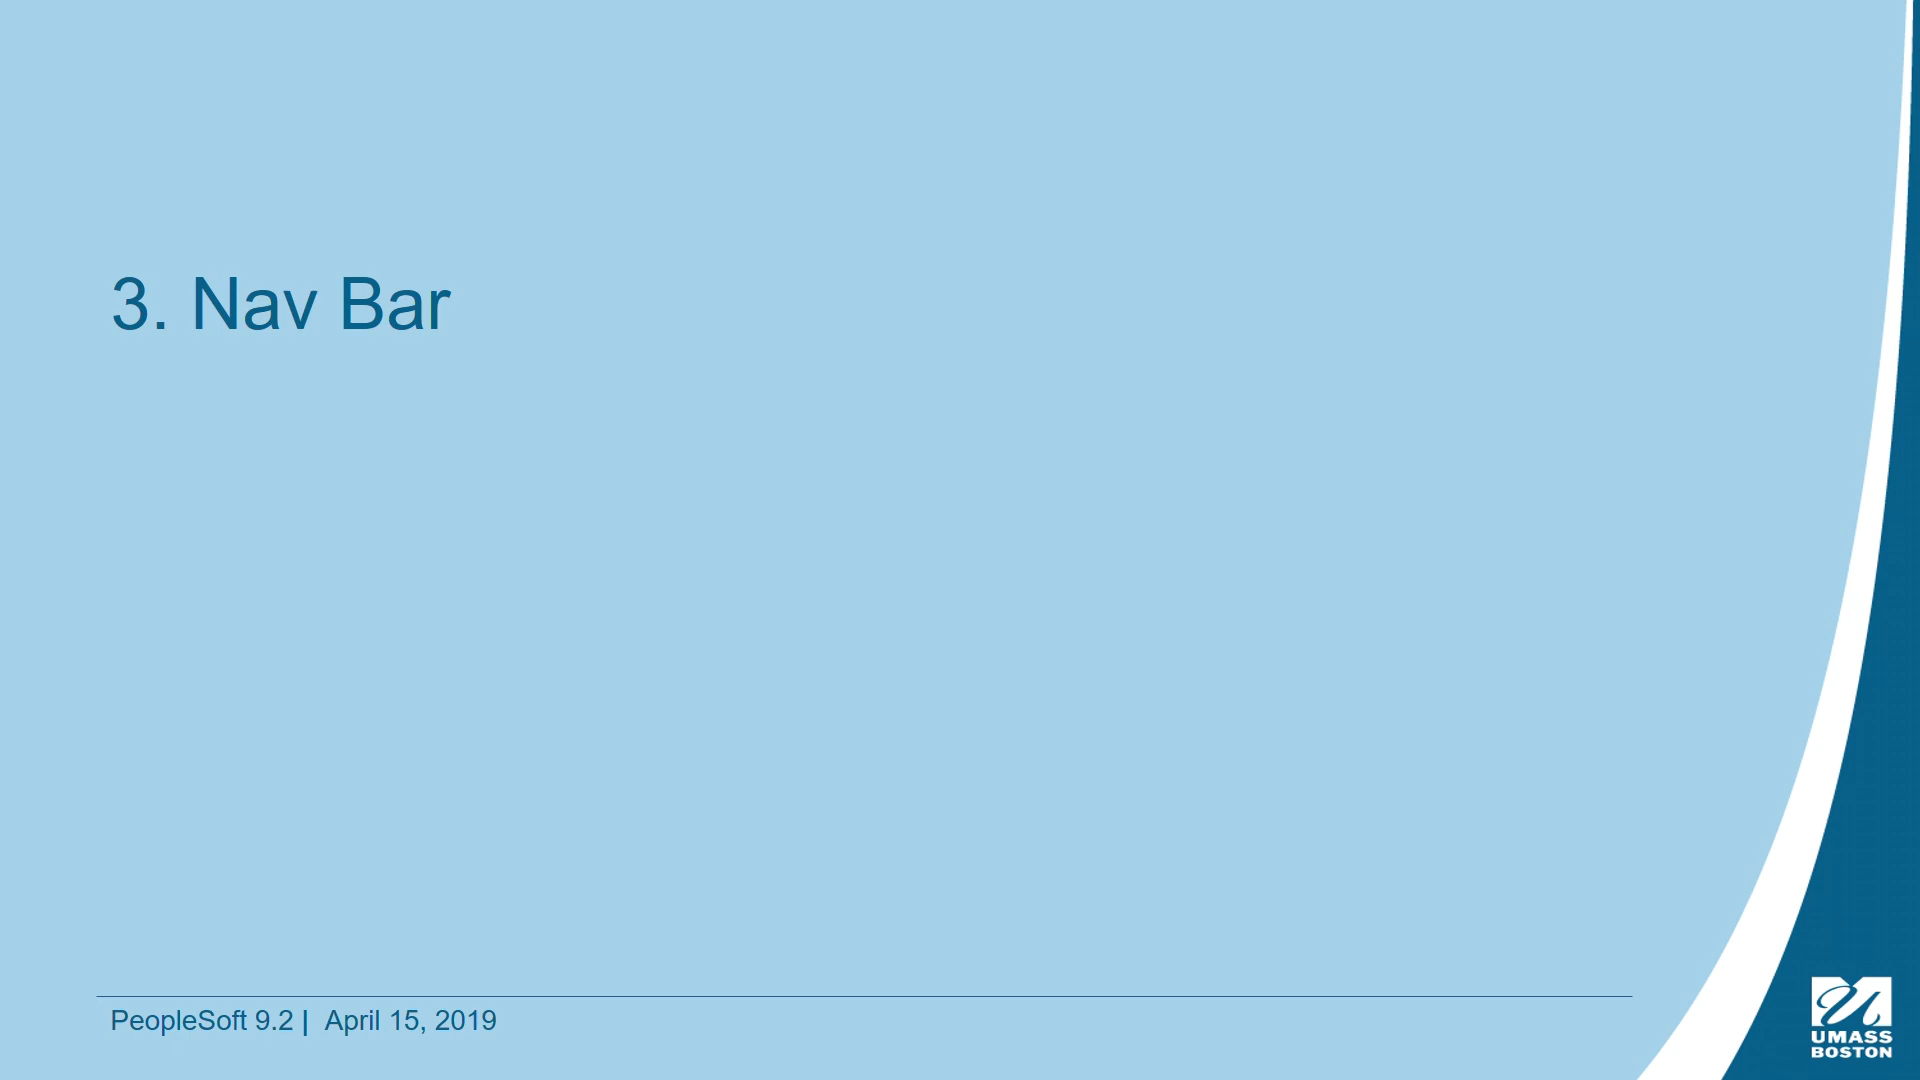 3. Nav Bar
PeopleSoft 9.2 | April 15, 2019
UMASS
BOSTON